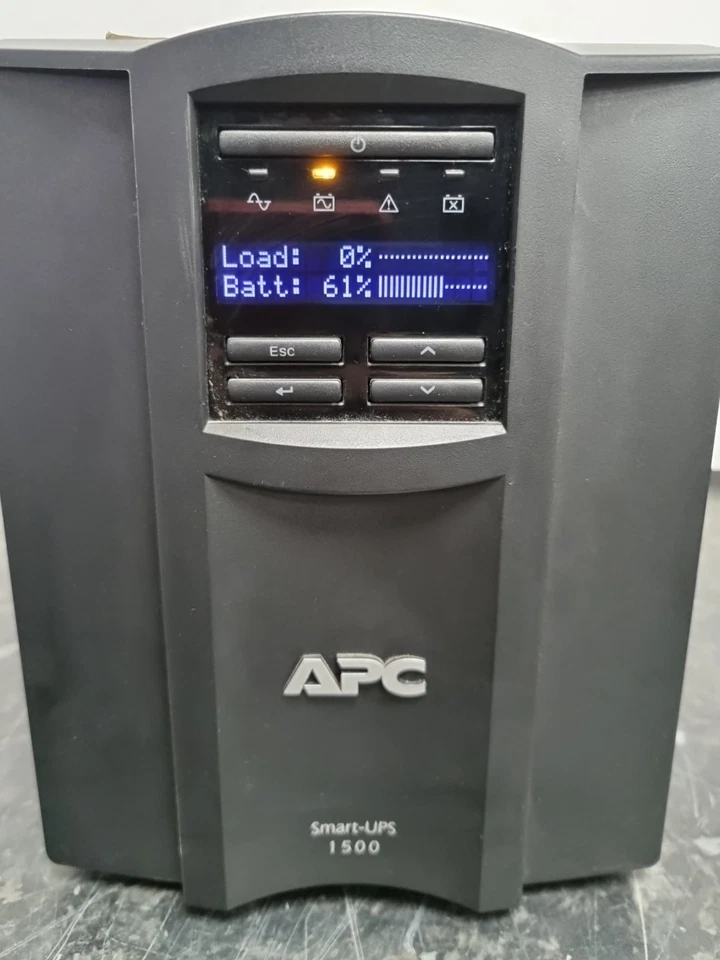 Load: 0%
Batt: 61%
Esc
APC
Smart-UPS
1500